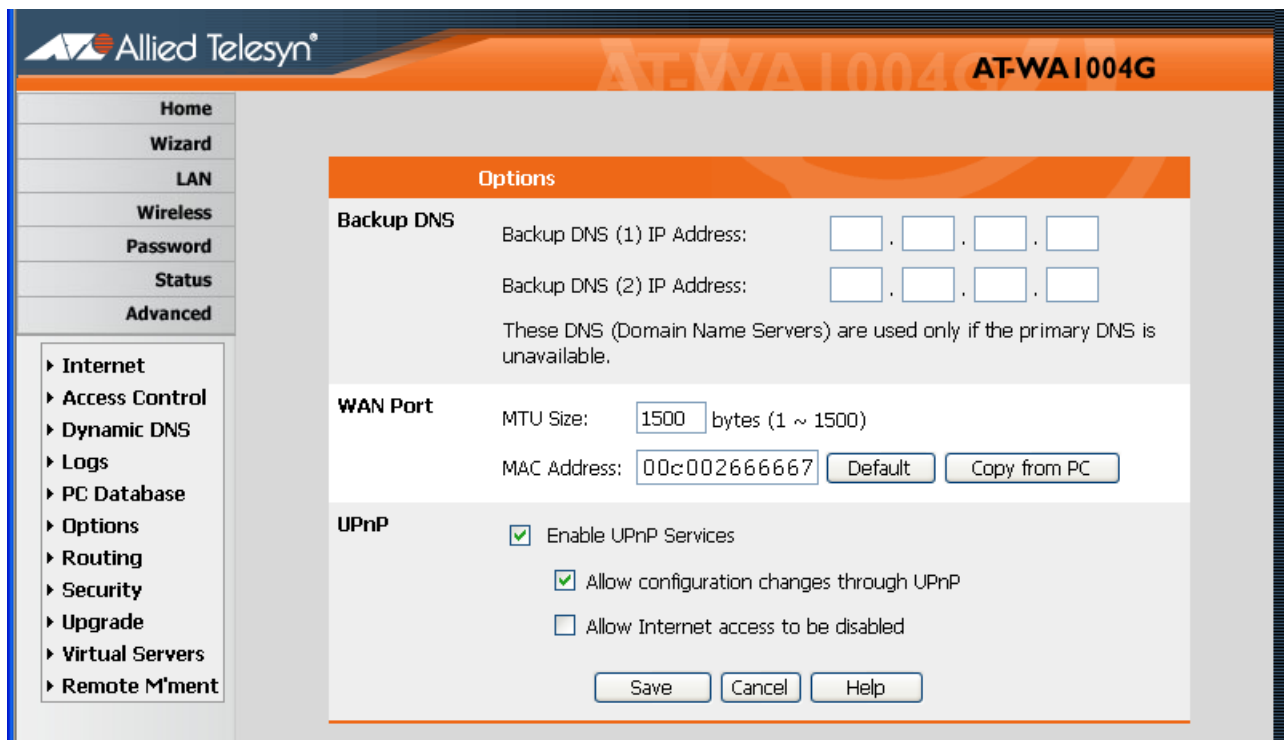 Allied Telesyn®
AT-WA1004G
AT-WA1004G
Home
Wizard
LAN
Wireless
Password
Status
Advanced
Internet
Access Control
Dynamic DNS
Logs
PC Database
Options
Routing
Security
Upgrade
Virtual Servers
Remote M'ment
Options
Backup DNS
Backup DNS (1) IP Address: . . .
Backup DNS (2) IP Address: . . .
These DNS (Domain Name Servers) are used only if the primary DNS is
unavailable.
WAN Port
MTU Size: 1500 bytes (1 ~ 1500)
MAC Address: 00c002666667 Default Copy from PC
UPnP
Enable UPnP Services
Allow configuration changes through UPnP
Allow Internet access to be disabled
Save Cancel Help